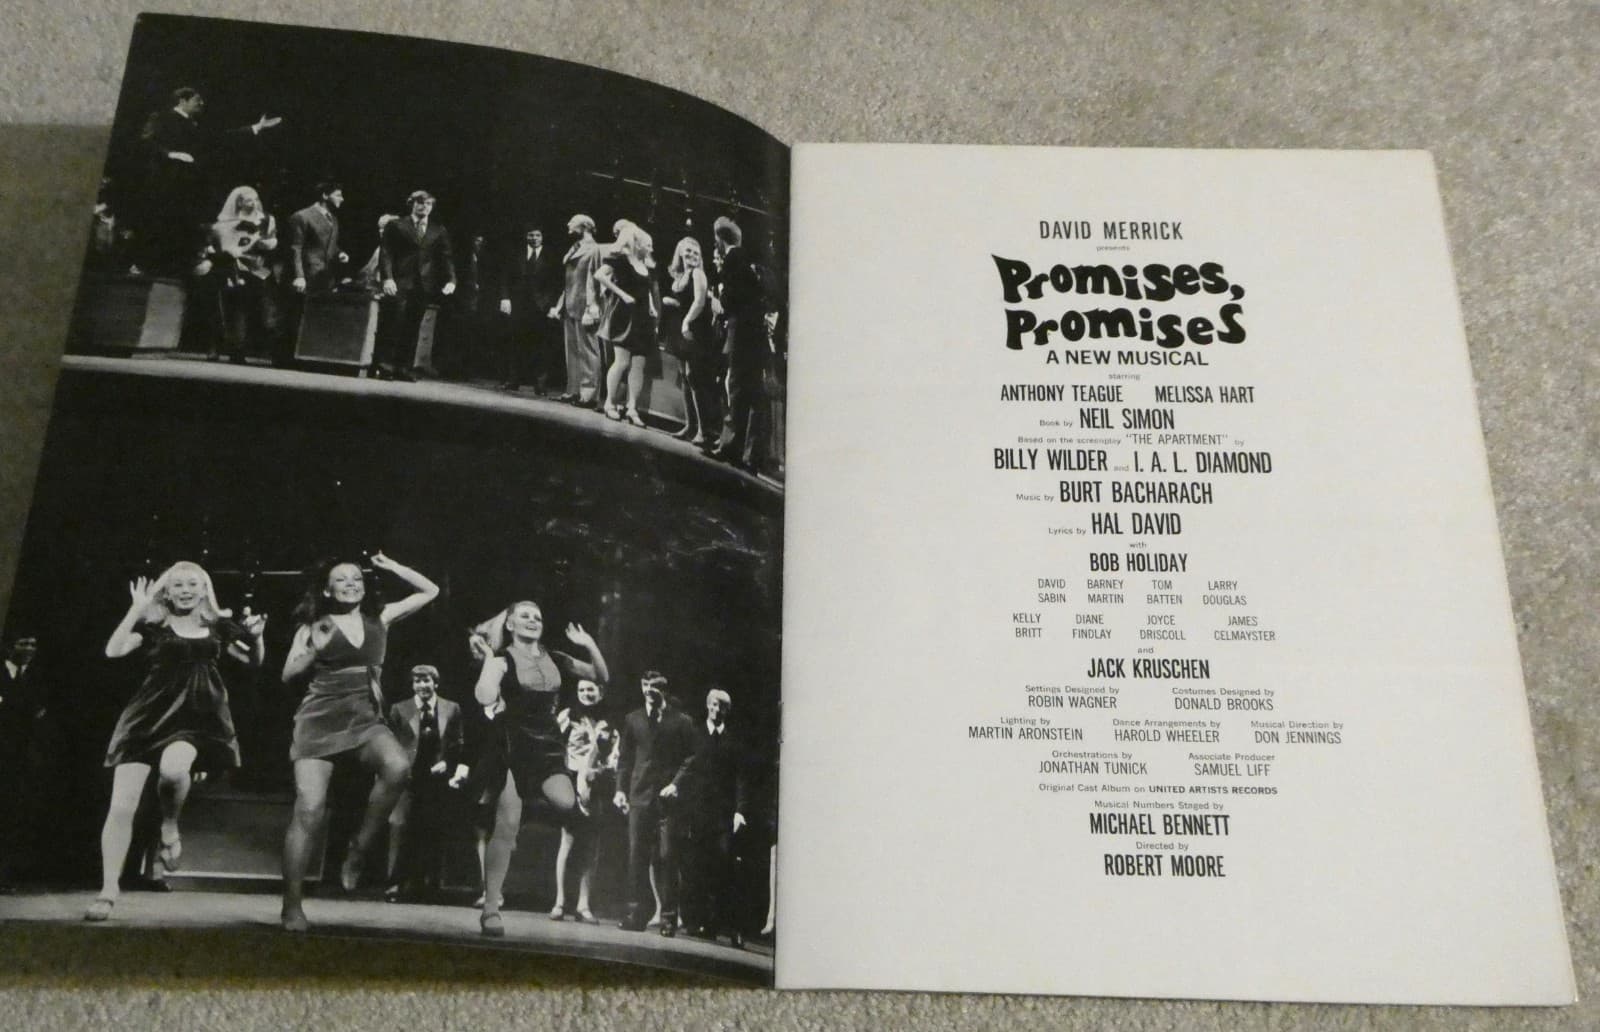 DAVID MERRICK
presents
Promises,
Promises
A NEW MUSICAL
starring
ANTHONY TEAGUE MELISSA HART
Book by NEIL SIMON
Based on the screenplay "THE APARTMENT" by
BILLY WILDER and I. A. L. DIAMOND
Music by BURT BACHARACH
Lyrics by HAL DAVID
with
BOB HOLIDAY
DAVID BARNEY TOM LARRY
SABIN MARTIN BATTEN DOUGLAS
KELLY DIANE JOYCE JAMES
BRITT FINDLAY DRISCOLL CELMAYSTER
and
JACK KRUSCHEN
Settings Designed by Costumes Designed by
ROBIN WAGNER DONALD BROOKS
Lighting by Dance Arrangements by Musical Direction by
MARTIN ARONSTEIN HAROLD WHEELER DON JENNINGS
Orchestrations by Associate Producer
JONATHAN TUNICK SAMUEL LIFF
Original Cast Album on UNITED ARTISTS RECORDS
Musical Numbers Staged by
MICHAEL BENNETT
Directed by
ROBERT MOORE